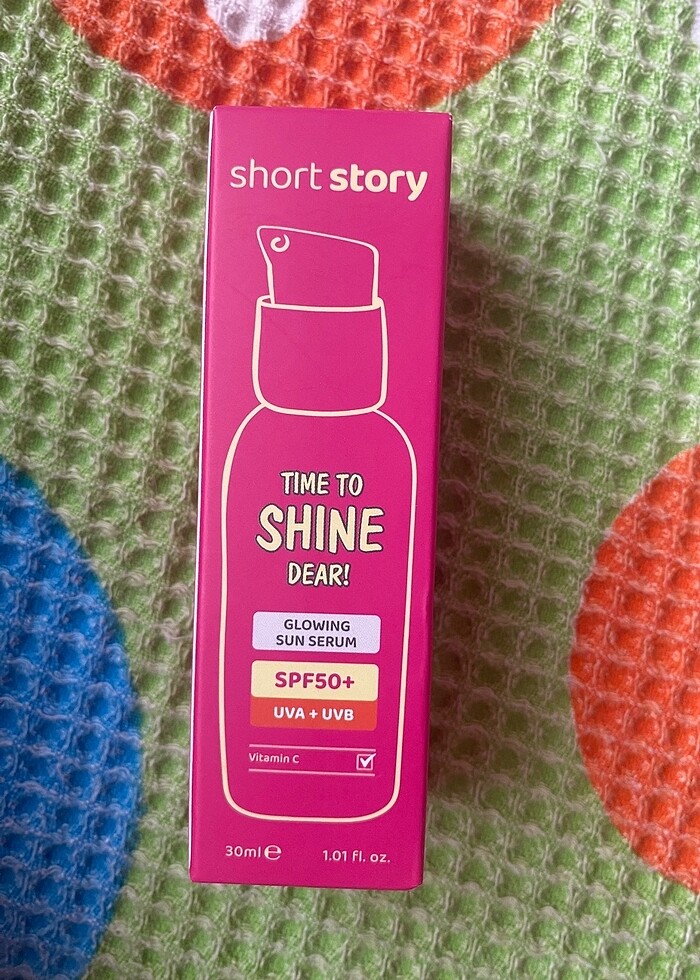 short story
TIME TO
SHINE
DEAR!
GLOWING
SUN SERUM
SPF50+
UVA + UVB
Vitamin C
30ml ℮ 1.01 fl. oz.